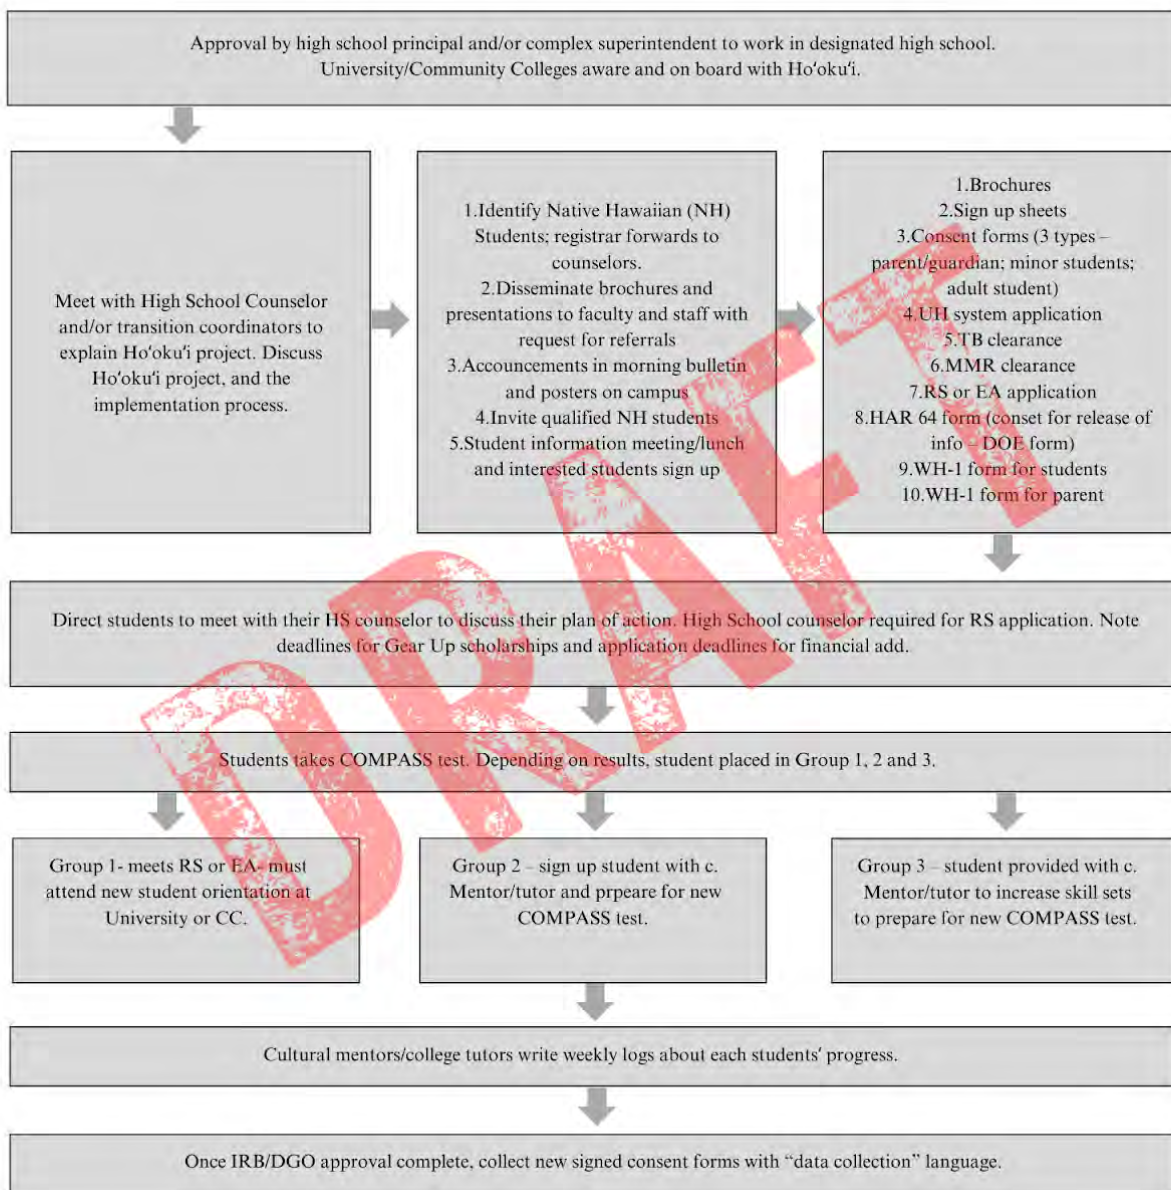 Approval by high school principal and/or complex superintendent to work in designated high school.
University/Community Colleges aware and on board with Hoʻokuʻi.
Meet with High School Counselor
and/or transition coordinators to
explain Hoʻokuʻi project. Discuss
Hoʻokuʻi project, and the
implementation process.
1.Identify Native Hawaiian (NH)
Students; registrar forwards to
counselors.
2.Disseminate brochures and
presentations to faculty and staff with
request for referrals
3.Accouncements in morning bulletin
and posters on campus
4.Invite qualified NH students
5.Student information meeting/lunch
and interested students sign up
1.Brochures
2.Sign up sheets
3.Consent forms (3 types –
parent/guardian; minor students;
adult student)
4.UH system application
5.TB clearance
6.MMR clearance
7.RS or EA application
8.HAR 64 form (conset for release of
info – DOE form)
9.WH-1 form for students
10.WH-1 form for parent
Direct students to meet with their HS counselor to discuss their plan of action. High School counselor required for RS application. Note
deadlines for Gear Up scholarships and application deadlines for financial add.
Students takes COMPASS test. Depending on results, student placed in Group 1, 2 and 3.
Group 1- meets RS or EA- must
attend new student orientation at
University or CC.
Group 2 – sign up student with c.
Mentor/tutor and prpeare for new
COMPASS test.
Group 3 – student provided with c.
Mentor/tutor to increase skill sets
to prepare for new COMPASS test.
Cultural mentors/college tutors write weekly logs about each students' progress.
Once IRB/DGO approval complete, collect new signed consent forms with “data collection” language.
DRAFT